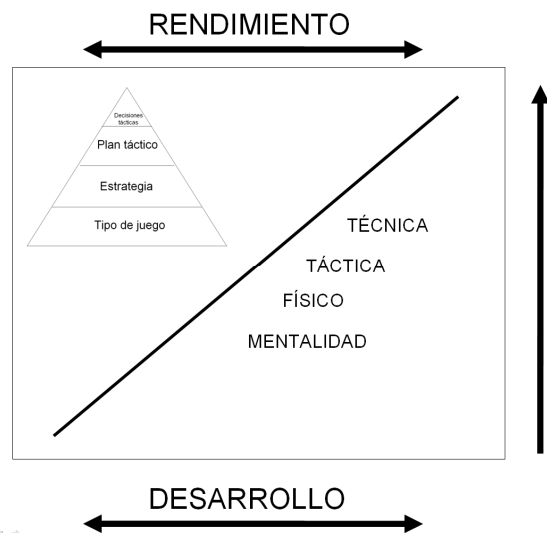 RENDIMIENTO
Decisiones
tácticas
Plan táctico
Estrategia
Tipo de juego
TÉCNICA
TÁCTICA
FÍSICO
MENTALIDAD
DESARROLLO